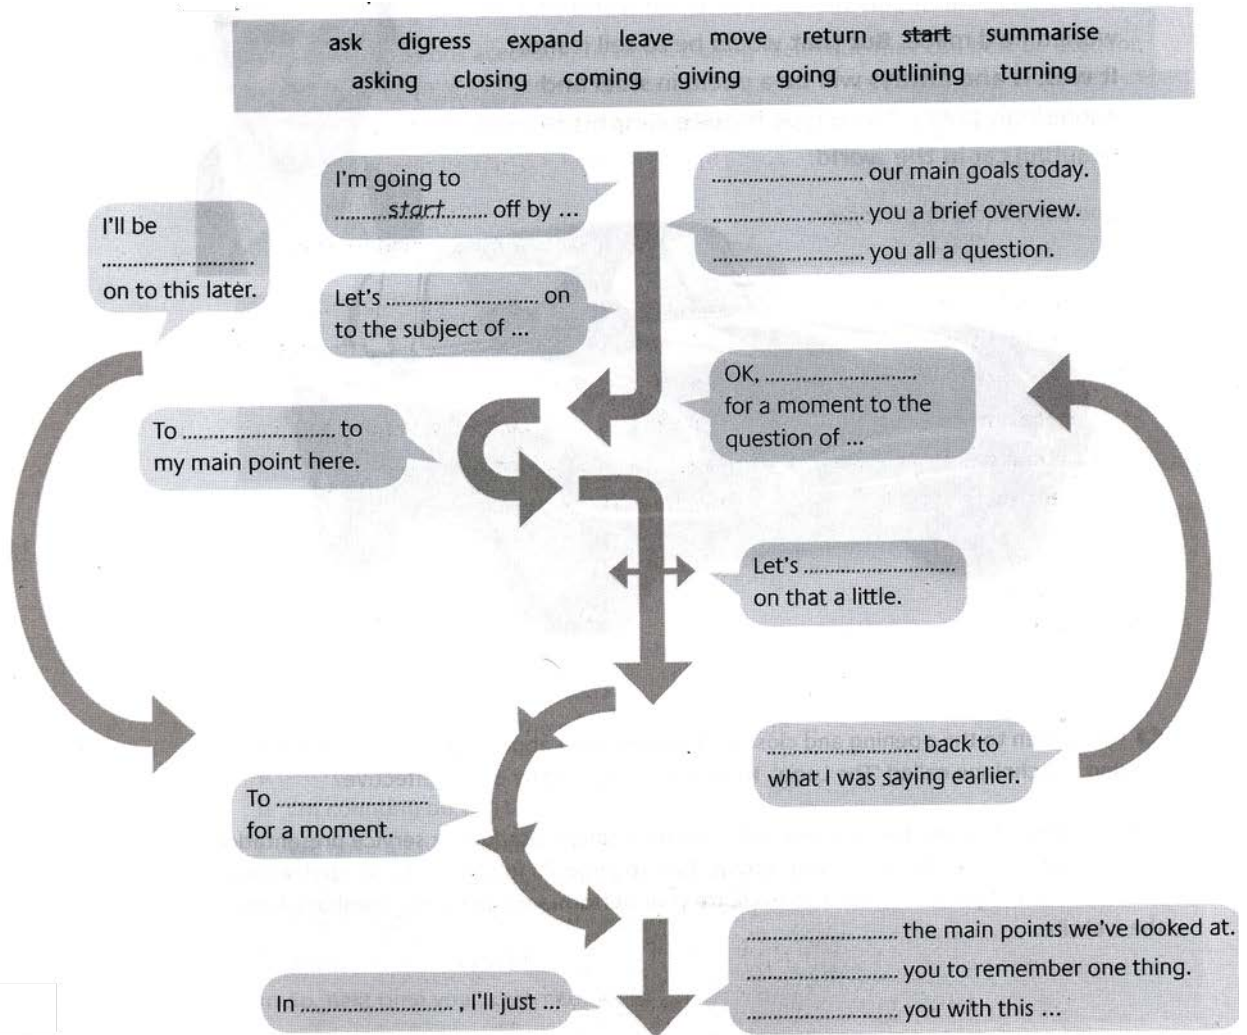 ask digress expand leave move return start summarise
asking closing coming giving going outlining turning
I'm going to
.......start....... off by ...
.............................. our main goals today.
.............................. you a brief overview.
.............................. you all a question.
I'll be
..............................
on to this later.
Let's .............................. on
to the subject of ...
OK, ..............................
for a moment to the
question of ...
To .............................. to
my main point here.
Let's ..............................
on that a little.
.............................. back to
what I was saying earlier.
To ..............................
for a moment.
.............................. the main points we've looked at.
.............................. you to remember one thing.
.............................. you with this ...
In .............................. , I'll just ...